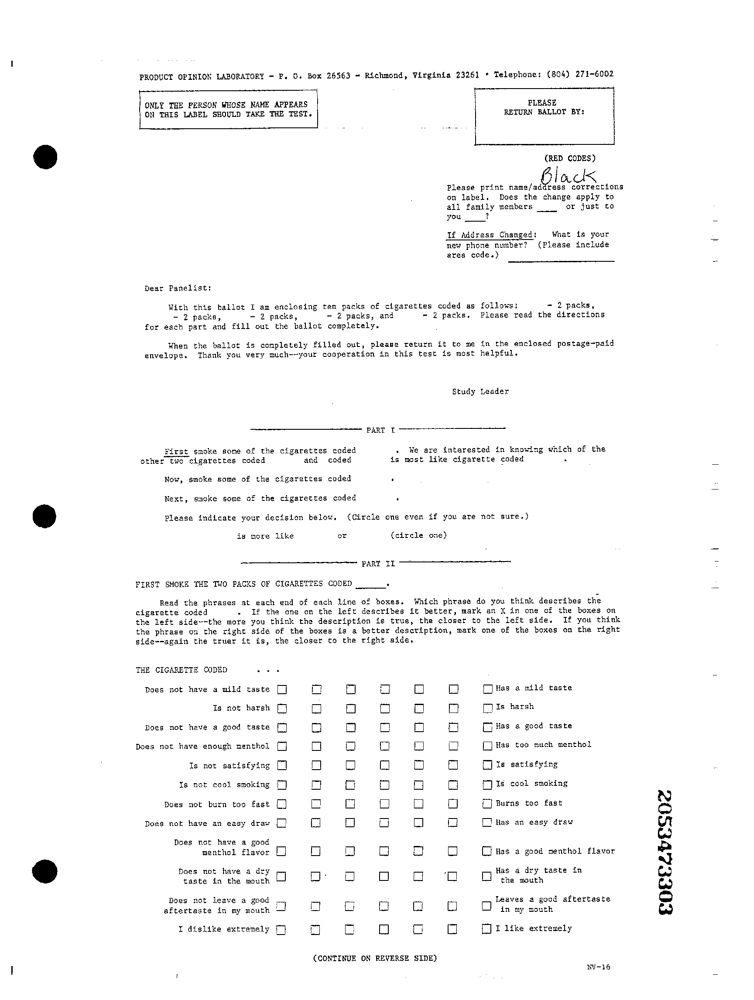 PRODUCT OPINION LABORATORY - P. O. Box 26563 - Richmond, Virginia 23261 • Telephone: (804) 271-6002
ONLY THE PERSON WHOSE NAME APPEARS
ON THIS LABEL SHOULD TAKE THE TEST.
PLEASE
RETURN BALLOT BY:
(RED CODES)
Black
Please print name/address corrections
on label. Does the change apply to
all family members ____ or just to
you ____?
If Address Changed: What is your
new phone number? (Please include
area code.) ____________________
Dear Panelist:
With this ballot I am enclosing ten packs of cigarettes coded as follows: - 2 packs,
- 2 packs, - 2 packs, - 2 packs, and - 2 packs. Please read the directions
for each part and fill out the ballot completely.
When the ballot is completely filled out, please return it to me in the enclosed postage-paid
envelope. Thank you very much--your cooperation in this test is most helpful.
Study Leader
PART I
First smoke some of the cigarettes coded . We are interested in knowing which of the
other two cigarettes coded and coded is most like cigarette coded .
Now, smoke some of the cigarettes coded .
Next, smoke some of the cigarettes coded .
Please indicate your decision below. (Circle one even if you are not sure.)
is more like or (circle one)
PART II
FIRST SMOKE THE TWO PACKS OF CIGARETTES CODED ______.
Read the phrases at each end of each line of boxes. Which phrase do you think describes the
cigarette coded . If the one on the left describes it better, mark an X in one of the boxes on
the left side--the more you think the description is true, the closer to the left side. If you think
the phrase on the right side of the boxes is a better description, mark one of the boxes on the right
side--again the truer it is, the closer to the right side.
THE CIGARETTE CODED . . .
Does not have a mild taste Has a mild taste
Is not harsh Is harsh
Does not have a good taste Has a good taste
Does not have enough menthol Has too much menthol
Is not satisfying Is satisfying
Is not cool smoking Is cool smoking
Does not burn too fast Burns too fast
Does not have an easy draw Has an easy draw
Does not have a good
menthol flavor Has a good menthol flavor
Does not have a dry Has a dry taste in
taste in the mouth the mouth
Does not leave a good Leaves a good aftertaste
aftertaste in my mouth in my mouth
I dislike extremely I like extremely
(CONTINUE ON REVERSE SIDE)
NV-16
2053473303